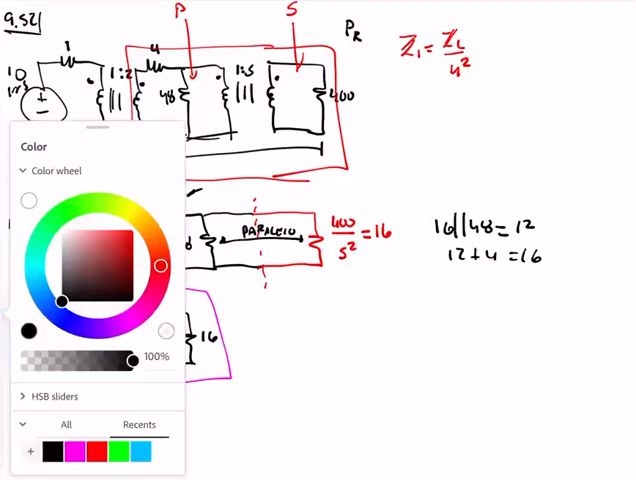 9.52)
P
S
PR
Z1 = ZL / 4²
1
4
10
1:2
48
1:5
400
Color
Color wheel
PARALELO
400 / 5² = 16
16 || 48 = 12
12 + 4 = 16
16
100%
HSB sliders
All
Recents